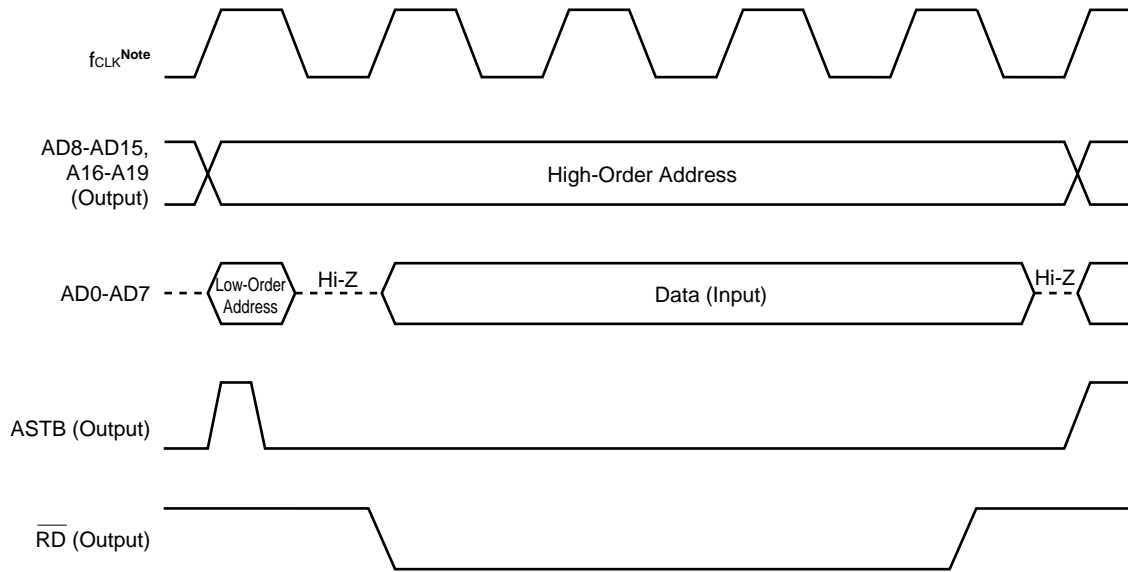 fCLKNote
AD8-AD15,
A16-A19
(Output)
High-Order Address
AD0-AD7
Low-Order
Address
Hi-Z
Data (Input)
Hi-Z
ASTB (Output)
RD (Output)